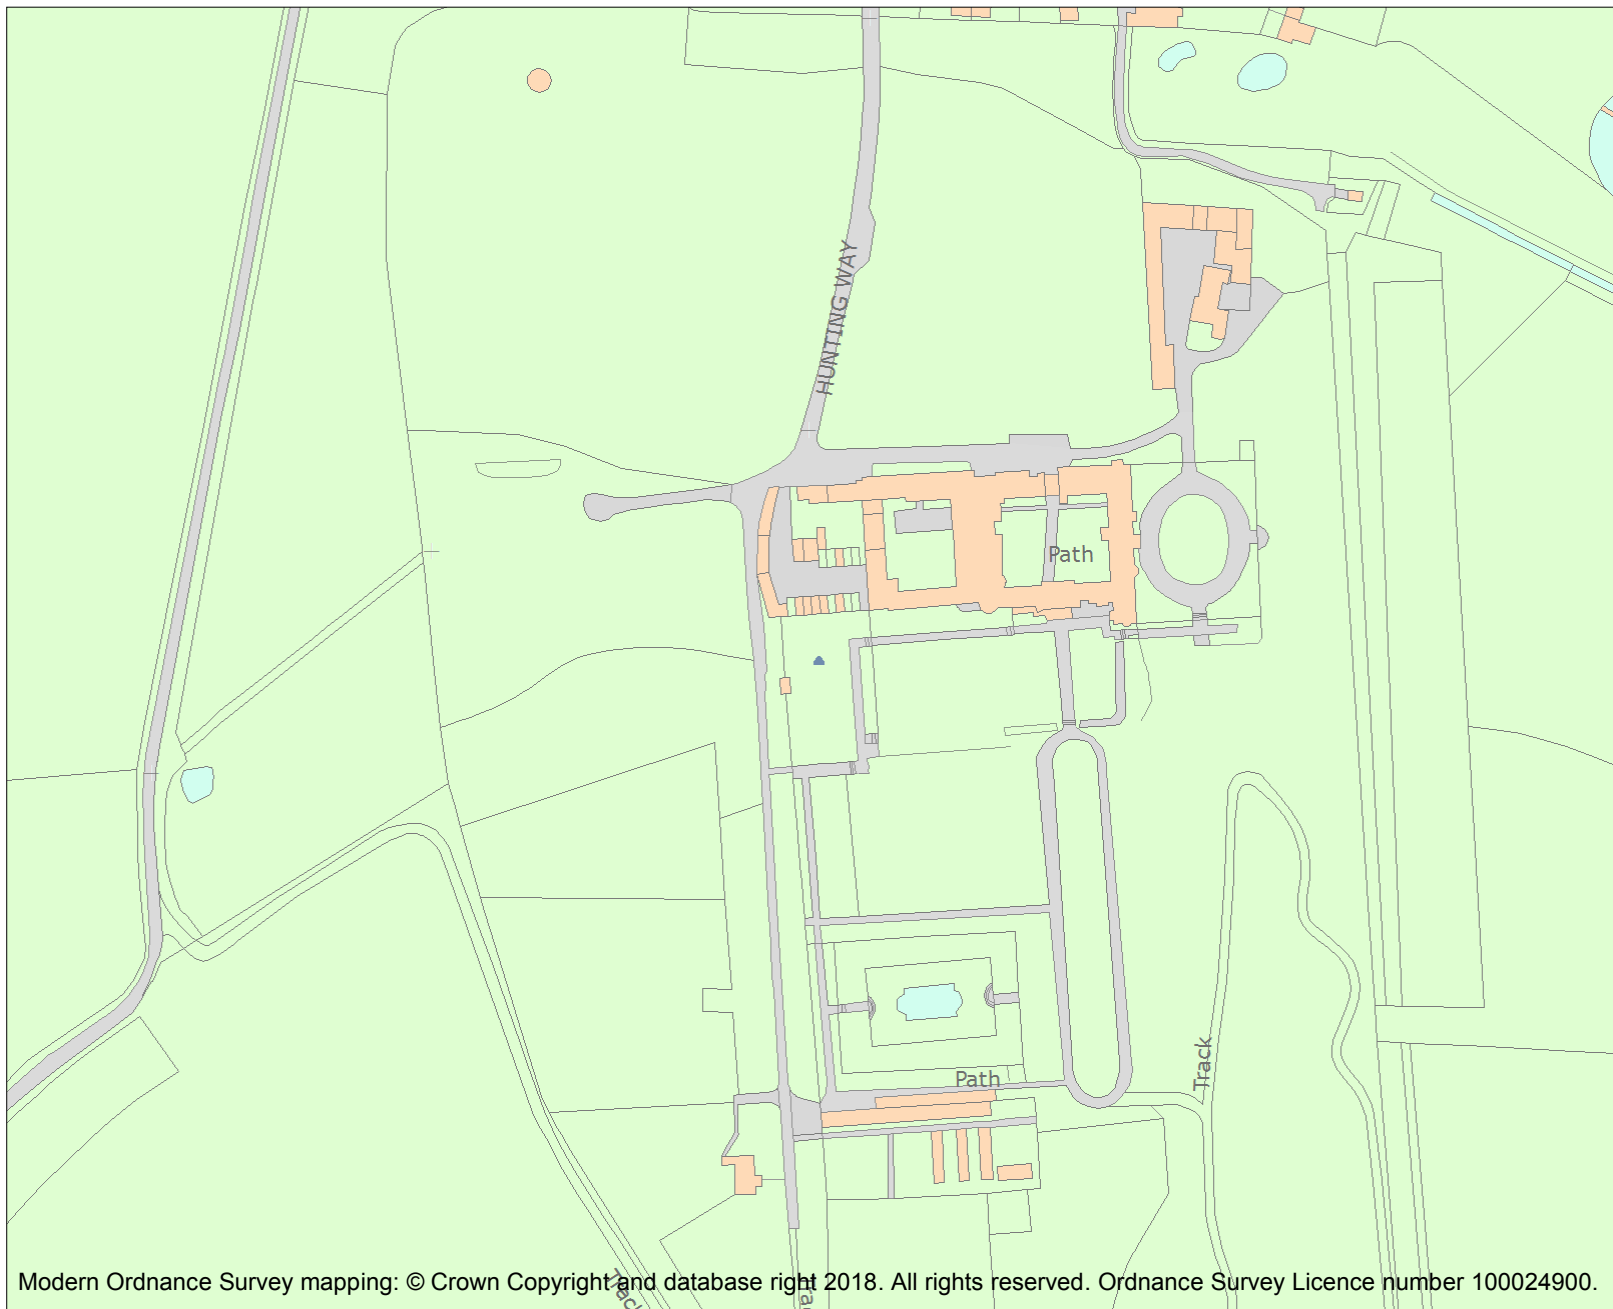 HUNTING WAY
Path
Track
Path
Track
Modern Ordnance Survey mapping: © Crown Copyright and database right 2018. All rights reserved. Ordnance Survey Licence number 100024900.